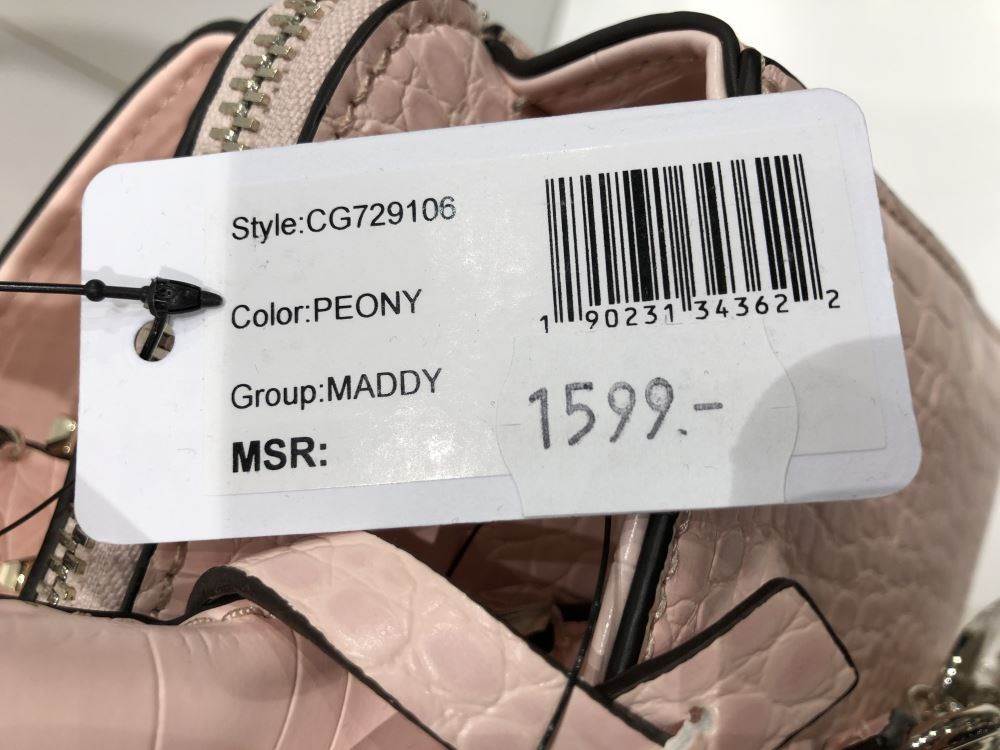 Style:CG729106
Color:PEONY
Group:MADDY
MSR:
1 90231 34362 2
1599.-